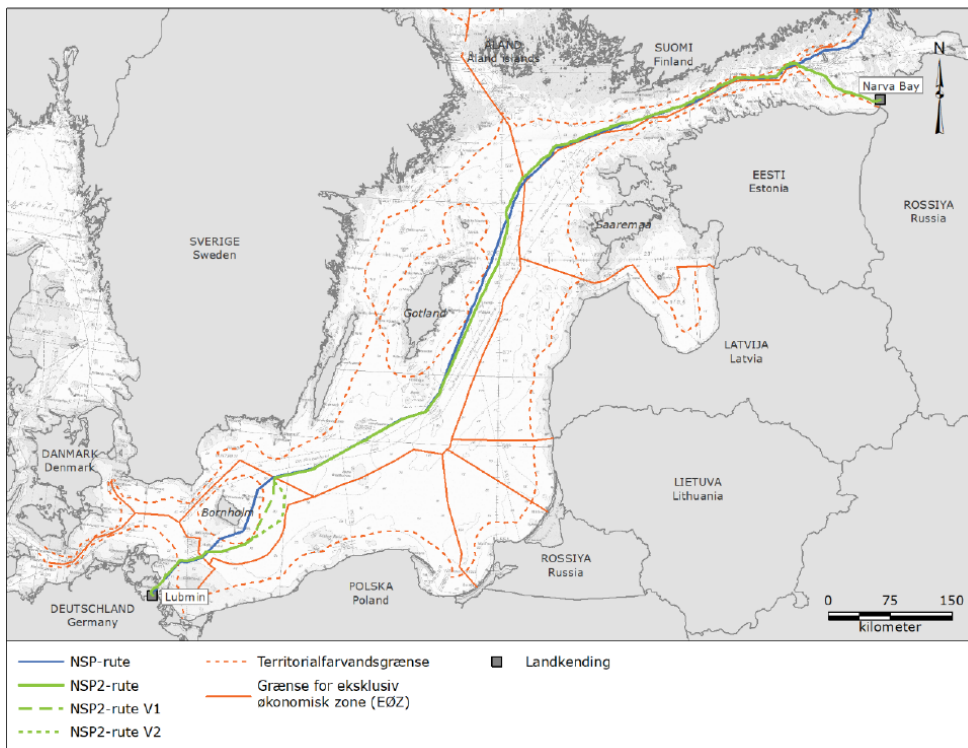 ÅLAND
Åland Islands
SUOMI
Finland
N
Narva Bay
EESTI
Estonia
ROSSIYA
Russia
SVERIGE
Sweden
Saaremaa
Gotland
LATVIJA
Latvia
DANMARK
Denmark
LIETUVA
Lithuania
Bornholm
ROSSIYA
Russia
POLSKA
Poland
Lubmin
DEUTSCHLAND
Germany
0 75 150
kilometer
NSP-rute
NSP2-rute
NSP2-rute V1
NSP2-rute V2
Territorialfarvandsgrænse
Grænse for eksklusiv
økonomisk zone (EØZ)
Landkending